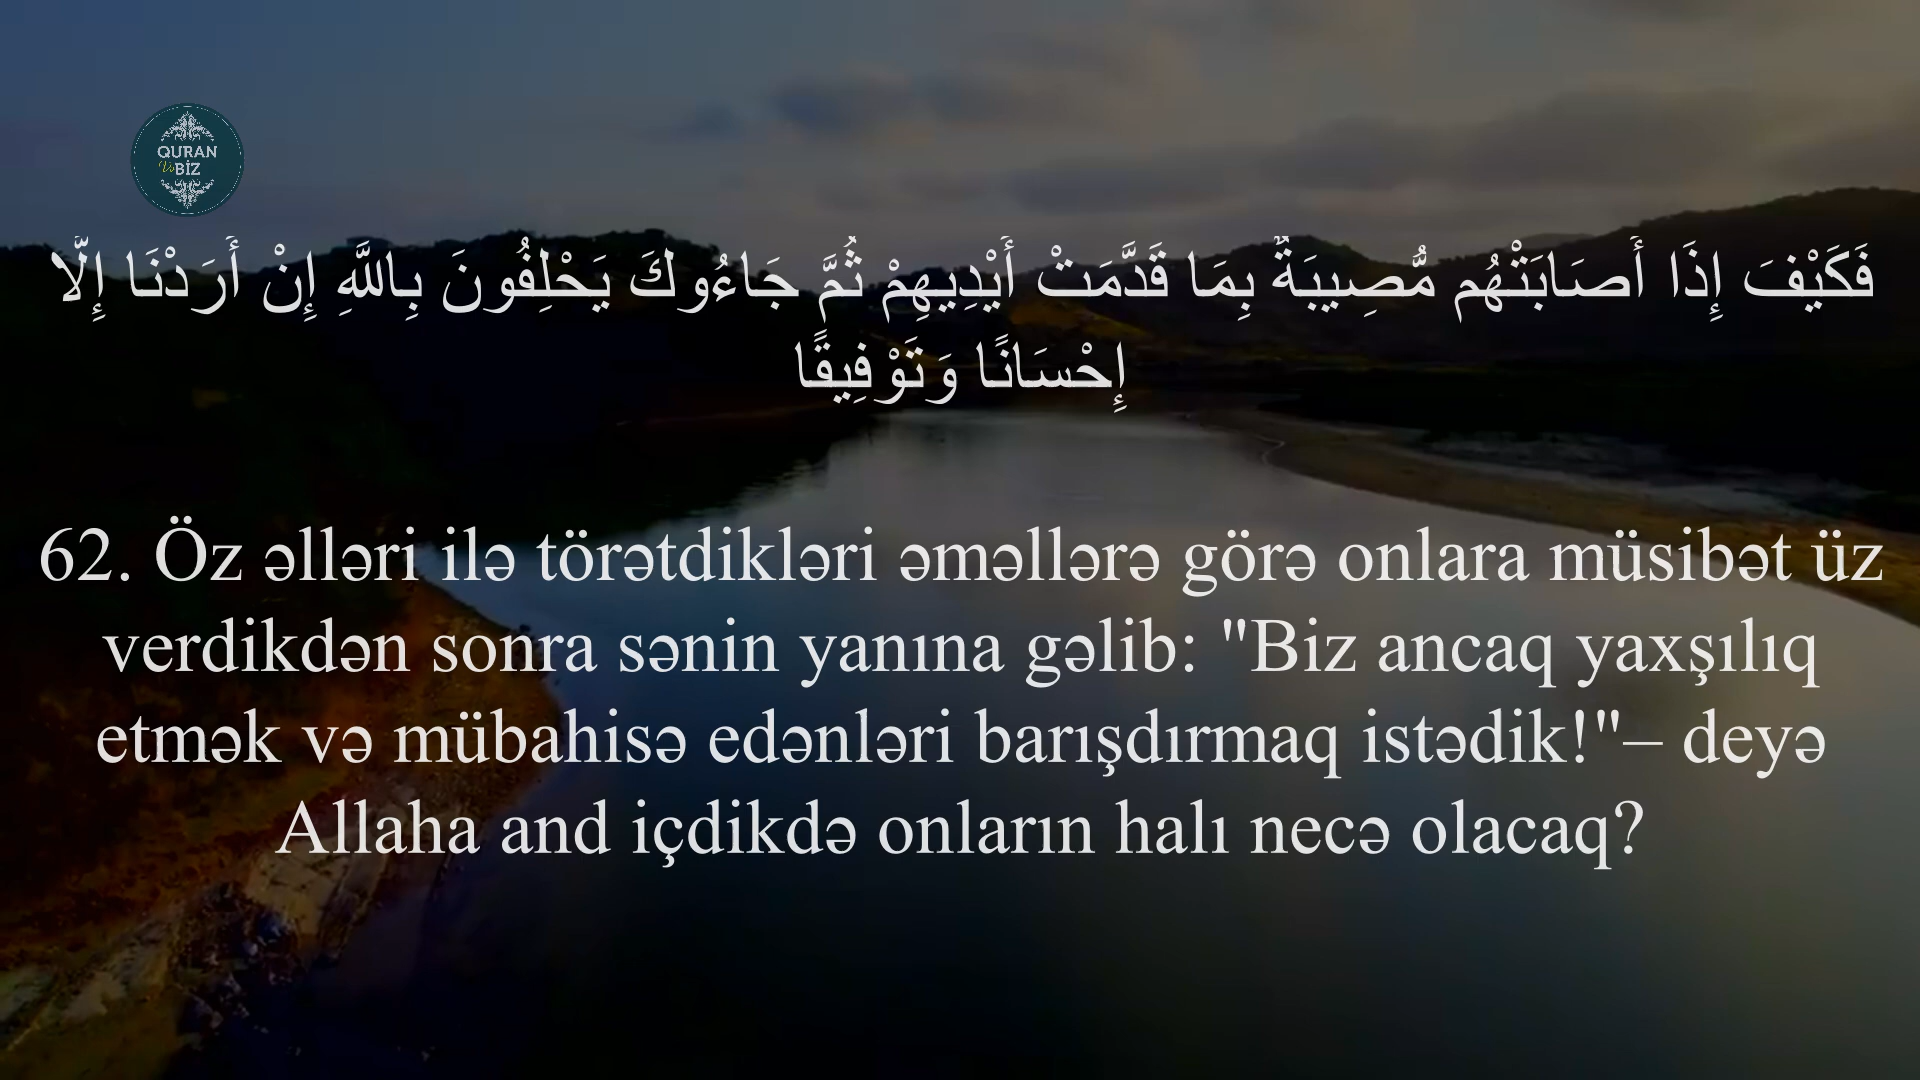 QURAN
Və BİZ
فَكَيْفَ إِذَا أَصَابَتْهُم مُّصِيبَةٌ بِمَا قَدَّمَتْ أَيْدِيهِمْ ثُمَّ جَاءُوكَ يَحْلِفُونَ بِاللَّهِ إِنْ أَرَدْنَا إِلَّا
إِحْسَانًا وَتَوْفِيقًا
62. Öz əlləri ilə törətdikləri əməllərə görə onlara müsibət üz
verdikdən sonra sənin yanına gəlib: "Biz ancaq yaxşılıq
etmək və mübahisə edənləri barışdırmaq istədik!"– deyə
Allaha and içdikdə onların halı necə olacaq?